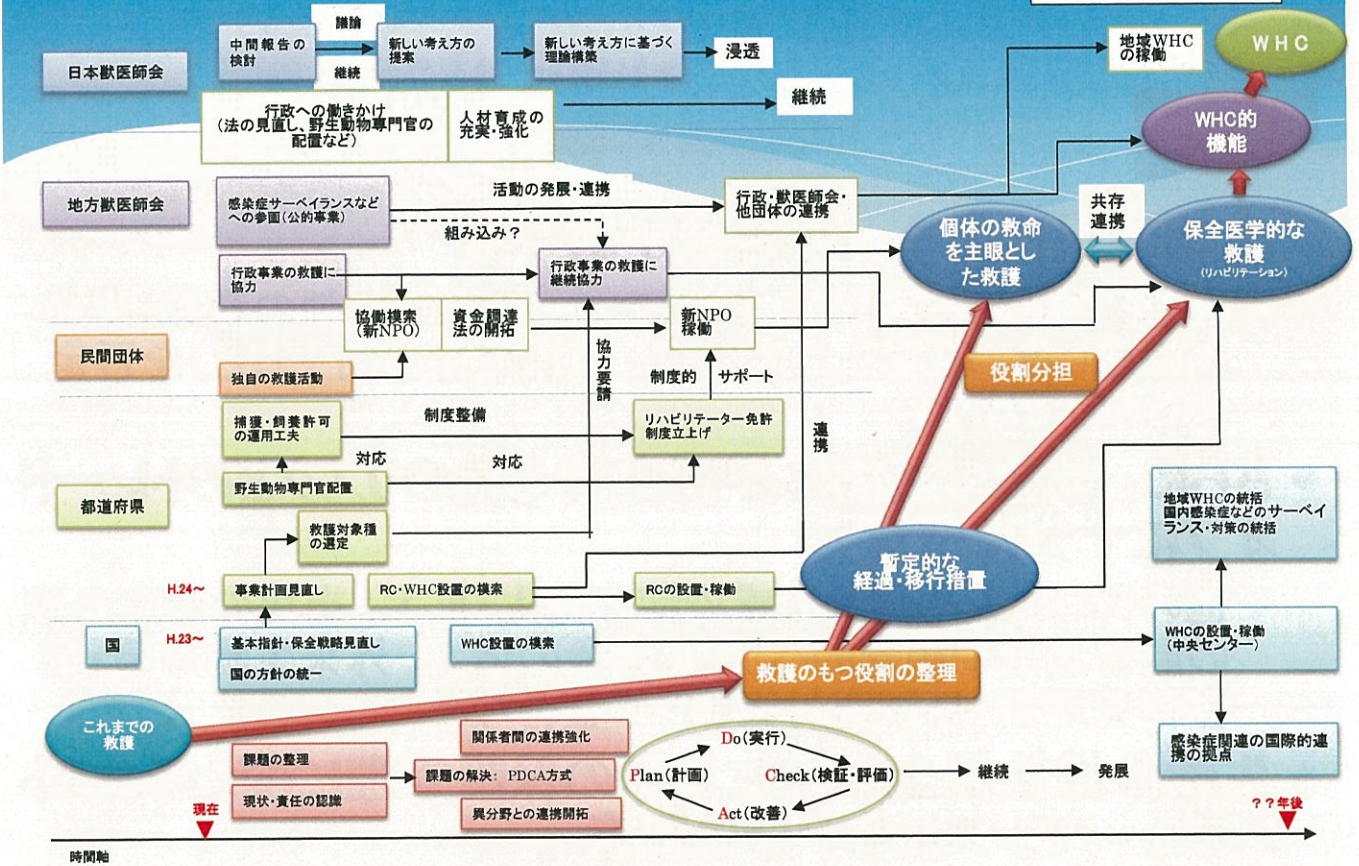 議論
中間報告の
検討
新しい考え方の
提案
新しい考え方に基づく
理論構築
浸透
地域WHC
の稼働
WHC
日本獣医師会
継続
行政への働きかけ
(法の見直し、野生動物専門官の
配置など)
人材育成の
充実・強化
継続
WHC的
機能
地方獣医師会
感染症サーベイランスなど
への参画(公的事業)
活動の発展・連携
組み込み?
行政・獣医師会・
他団体の連携
個体の救命
を主眼とし
た救護
共存
連携
保全医学的な
救護
(リハビリテーション)
行政事業の救護に
協力
行政事業の救護に
継続協力
協働模索
(新NPO)
資金調達
法の開拓
新NPO
稼働
民間団体
独自の救護活動
協力要請
制度的
サポート
役割分担
捕獲・飼養許可
の運用工夫
制度整備
リハビリテーター免許
制度立上げ
連携
対応
対応
野生動物専門官配置
都道府県
救護対象種
の選定
地域WHCの統括
国内感染症などのサーベイ
ランス・対策の統括
暫定的な
経過・移行措置
H.24~
事業計画見直し
RC・WHC設置の模索
RCの設置・稼働
国
H.23~
基本指針・保全戦略見直し
国の方針の統一
WHC設置の模索
WHCの設置・稼働
(中央センター)
救護のもつ役割の整理
これまでの
救護
課題の整理
現状・責任の認識
関係者間の連携強化
課題の解決: PDCA方式
異分野との連携開拓
Do(実行)
Plan(計画)
Check(検証・評価)
Act(改善)
継続
発展
感染症関連の国際的連
携の拠点
現在
??年後
時間軸